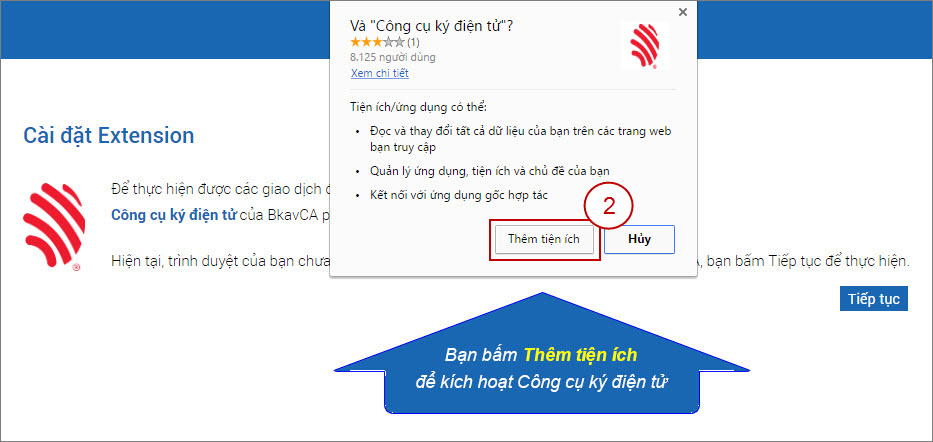 Và "Công cụ ký điện tử"?
(1)
8.125 người dùng
Xem chi tiết
Tiện ích/ứng dụng có thể:
• Đọc và thay đổi tất cả dữ liệu của bạn trên các trang web
bạn truy cập
• Quản lý ứng dụng, tiện ích và chủ đề của bạn
• Kết nối với ứng dụng gốc hợp tác
2
Thêm tiện ích
Hủy
Cài đặt Extension
Để thực hiện được các giao dịch
Công cụ ký điện tử của BkavCA
Hiện tại, trình duyệt của bạn chưa , bạn bấm Tiếp tục để thực hiện.
®
Tiếp tục
Bạn bấm Thêm tiện ích
để kích hoạt Công cụ ký điện tử